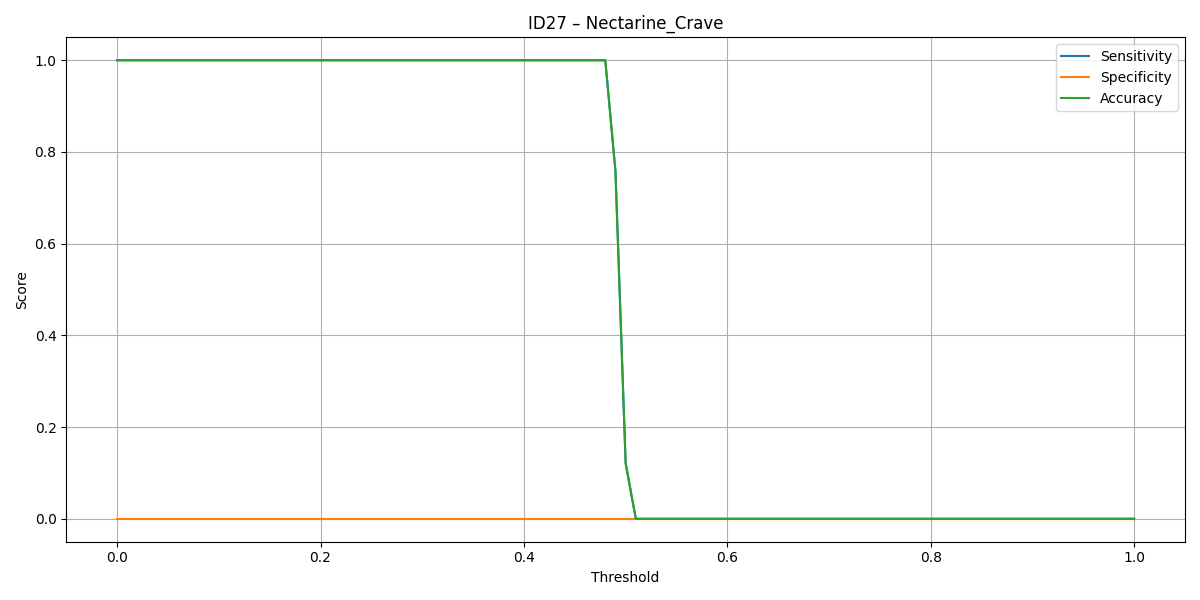 ID27 – Nectarine_Crave
Sensitivity
Specificity
Accuracy
1.0
0.8
0.6
0.4
0.2
0.0
Score
0.0 0.2 0.4 0.6 0.8 1.0
Threshold